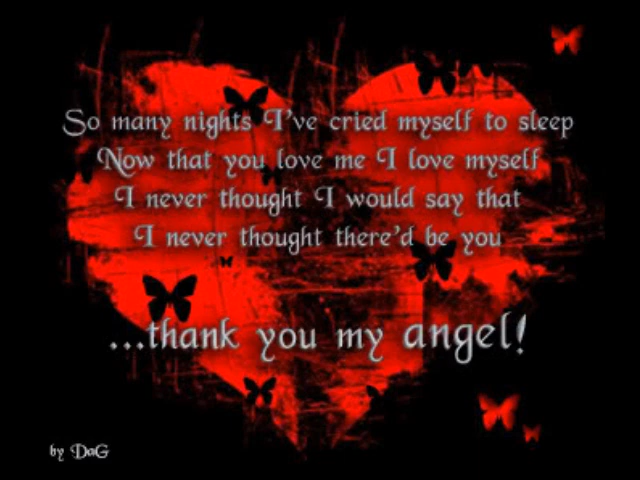 So many nights I've cried myself to sleep
Now that you love me I love myself
I never thought I would say that
I never thought there'd be you
...thank you my angel!
by DaG